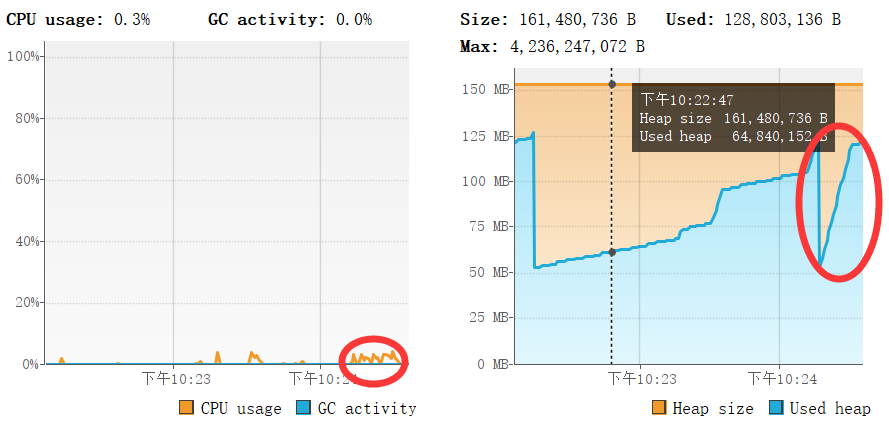 CPU usage: 0.3% GC activity: 0.0%
100%
80%
60%
40%
20%
0%
下午10:23 下午10:24
CPU usage GC activity
Size: 161,480,736 B Used: 128,803,136 B
Max: 4,236,247,072 B
150 MB
125 MB
100 MB
75 MB
50 MB
25 MB
0 MB
下午10:22:47
Heap size 161,480,736 B
Used heap 64,840,152 B
下午10:23 下午10:24
Heap size Used heap